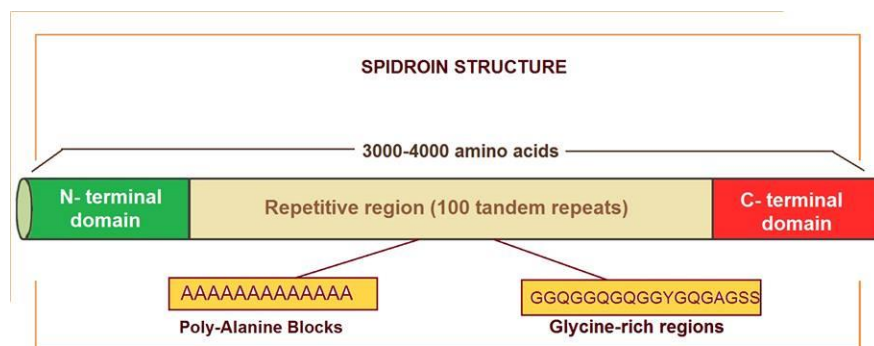 SPIDROIN STRUCTURE
3000-4000 amino acids
N- terminal
domain
Repetitive region (100 tandem repeats)
C- terminal
domain
AAAAAAAAAAAAA
Poly-Alanine Blocks
GGQGGQGQGGYGQGAGSS
Glycine-rich regions